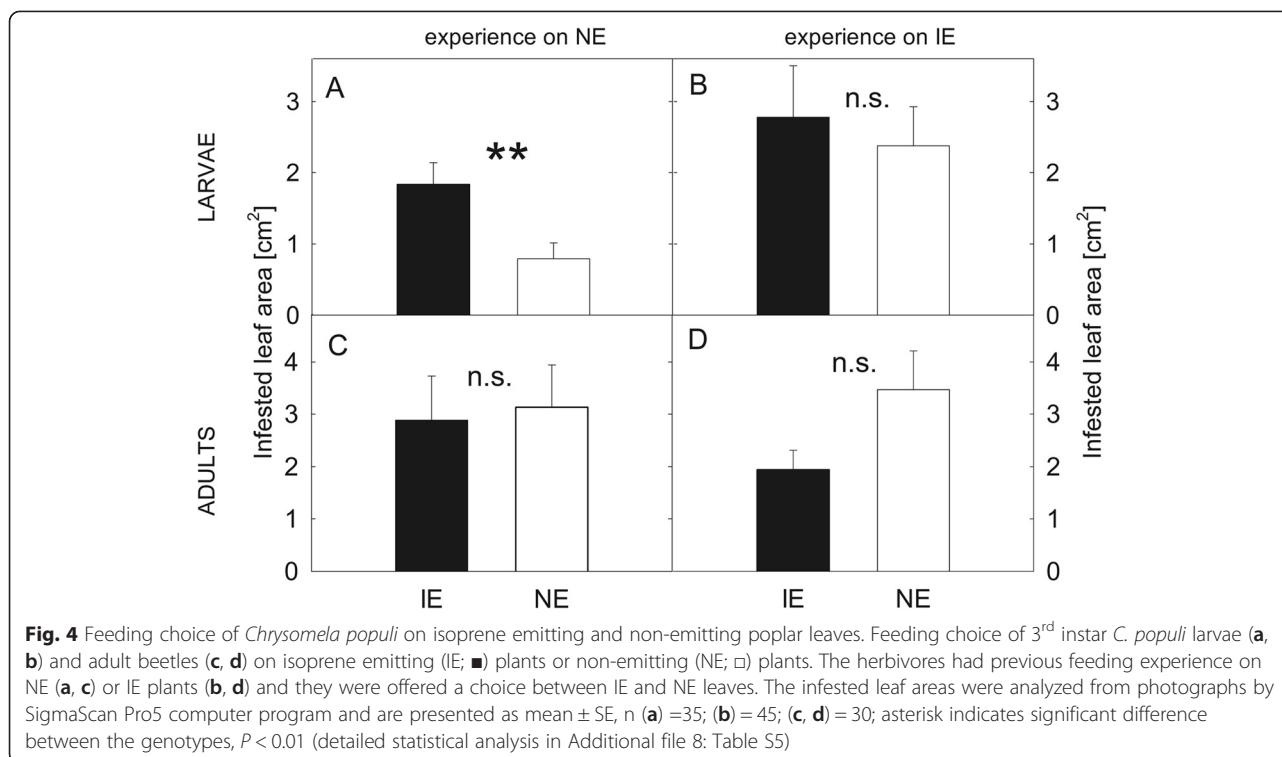 experience on NE
experience on IE
LARVAE
Infested leaf area [cm²]
A
3
2
1
0
**
B
n.s.
3
2
1
0
Infested leaf area [cm²]
ADULTS
C
4
3
2
1
0
n.s.
D
n.s.
4
3
2
1
0
IE
NE
IE
NE
Fig. 4 Feeding choice of Chrysomela populi on isoprene emitting and non-emitting poplar leaves. Feeding choice of 3rd instar C. populi larvae (a,
b) and adult beetles (c, d) on isoprene emitting (IE; ■) plants or non-emitting (NE; □) plants. The herbivores had previous feeding experience on
NE (a, c) or IE plants (b, d) and they were offered a choice between IE and NE leaves. The infested leaf areas were analyzed from photographs by
SigmaScan Pro5 computer program and are presented as mean ± SE, n (a) =35; (b) = 45; (c, d) = 30; asterisk indicates significant difference
between the genotypes, P < 0.01 (detailed statistical analysis in Additional file 8: Table S5)